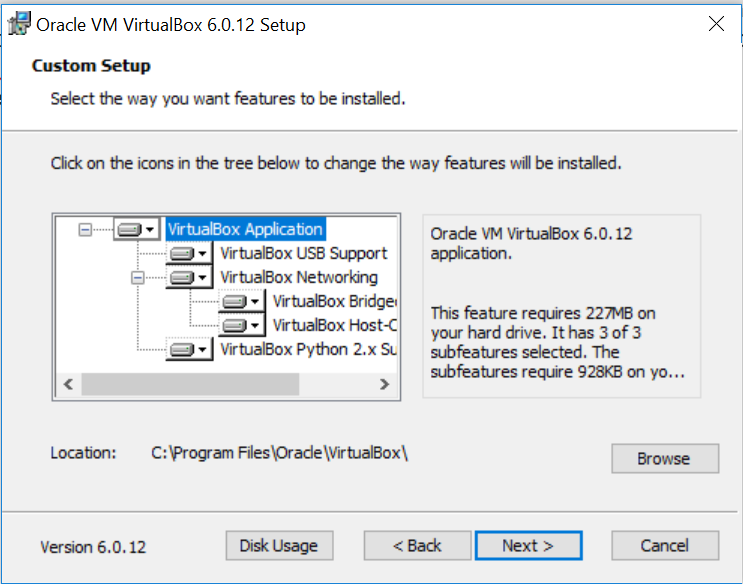 Oracle VM VirtualBox 6.0.12 Setup
Custom Setup
Select the way you want features to be installed.
Click on the icons in the tree below to change the way features will be installed.
VirtualBox Application
VirtualBox USB Support
VirtualBox Networking
VirtualBox Bridge
VirtualBox Host-C
VirtualBox Python 2.x Su
Oracle VM VirtualBox 6.0.12
application.
This feature requires 227MB on
your hard drive. It has 3 of 3
subfeatures selected. The
subfeatures require 928KB on yo...
Location: C:\Program Files\Oracle\VirtualBox\
Browse
Version 6.0.12
Disk Usage
< Back
Next >
Cancel